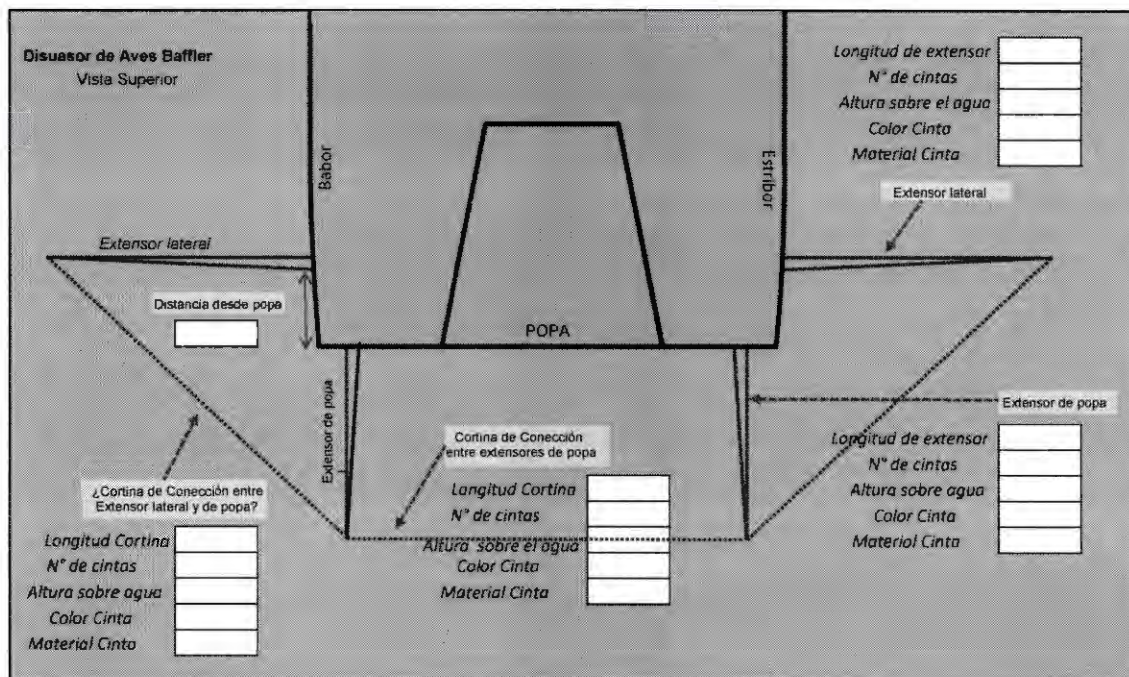 Disuasor de Aves Baffler
Vista Superior
Longitud de extensor
N° de cintas
Altura sobre el agua
Color Cinta
Material Cinta
Babor
Estribor
Extensor lateral
Extensor lateral
Distancia desde popa
POPA
Extensor de popa
Extensor de popa
Cortina de Conección
entre extensores de popa
Longitud de extensor
N° de cintas
Altura sobre agua
Color Cinta
Material Cinta
Langitud Cortina
N° de cintas
Altura sobre el agua
Color Cinta
Material Cinta
¿Cortina de Conección entre
Extensor lateral y de popa?
Longitud Cortina
N° de cintas
Altura sobre agua
Color Cinta
Material Cinta